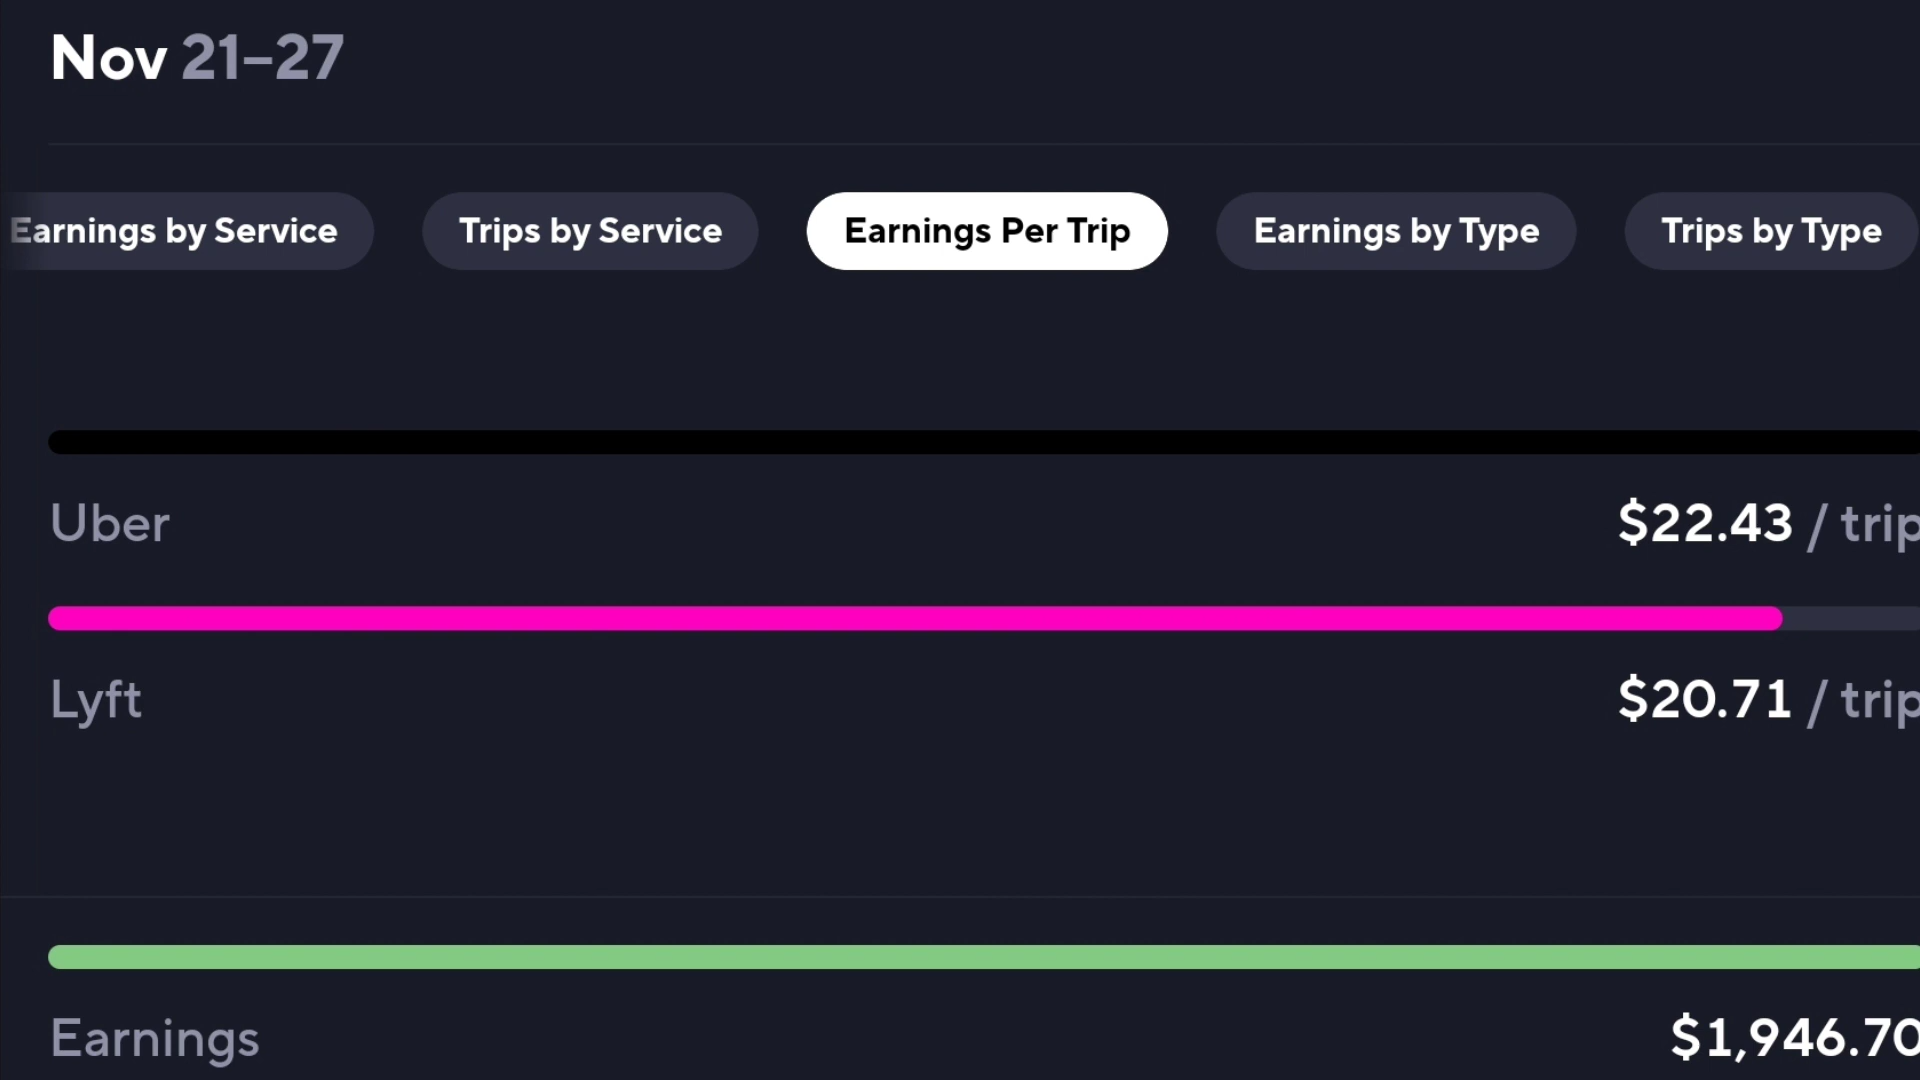 Nov 21–27
Earnings by Service Trips by Service Earnings Per Trip Earnings by Type Trips by Type
Uber $22.43 / trip
Lyft $20.71 / trip
Earnings $1,946.70